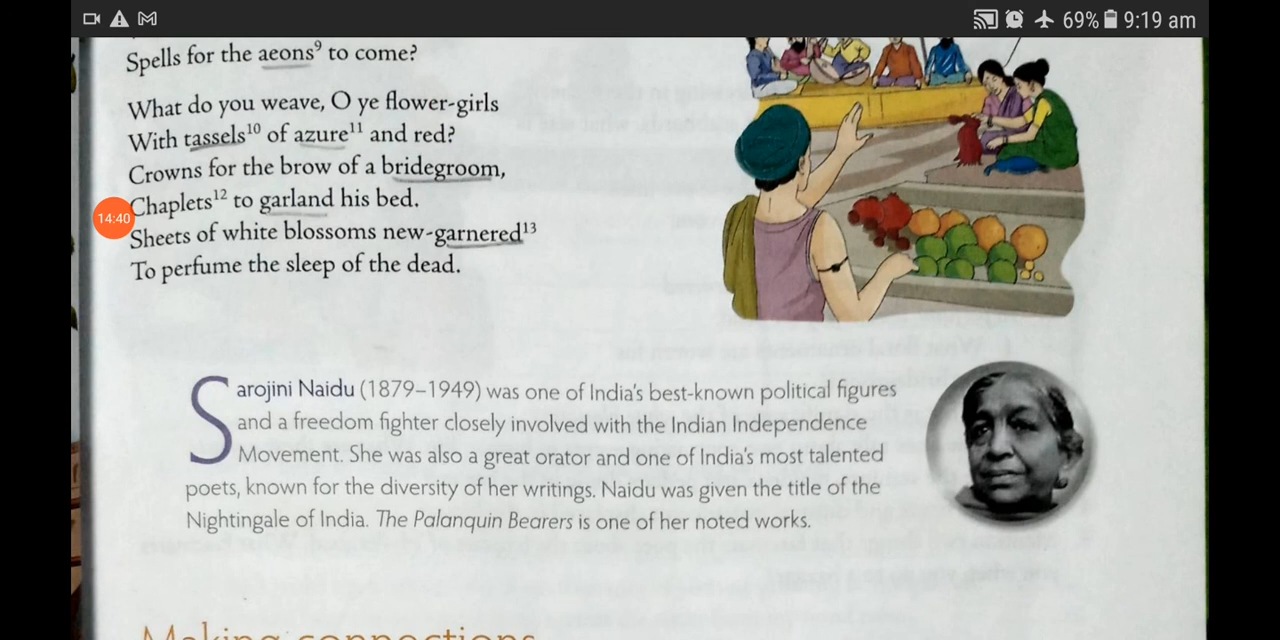 69% 9:19 am
Spells for the aeons⁹ to come?
What do you weave, O ye flower-girls
With tassels¹⁰ of azure¹¹ and red?
Crowns for the brow of a bridegroom,
Chaplets¹² to garland his bed.
14:40
Sheets of white blossoms new-garnered¹³
To perfume the sleep of the dead.
Sarojini Naidu (1879–1949) was one of India's best-known political figures
and a freedom fighter closely involved with the Indian Independence
Movement. She was also a great orator and one of India's most talented
poets, known for the diversity of her writings. Naidu was given the title of the
Nightingale of India. The Palanquin Bearers is one of her noted works.
Making connections